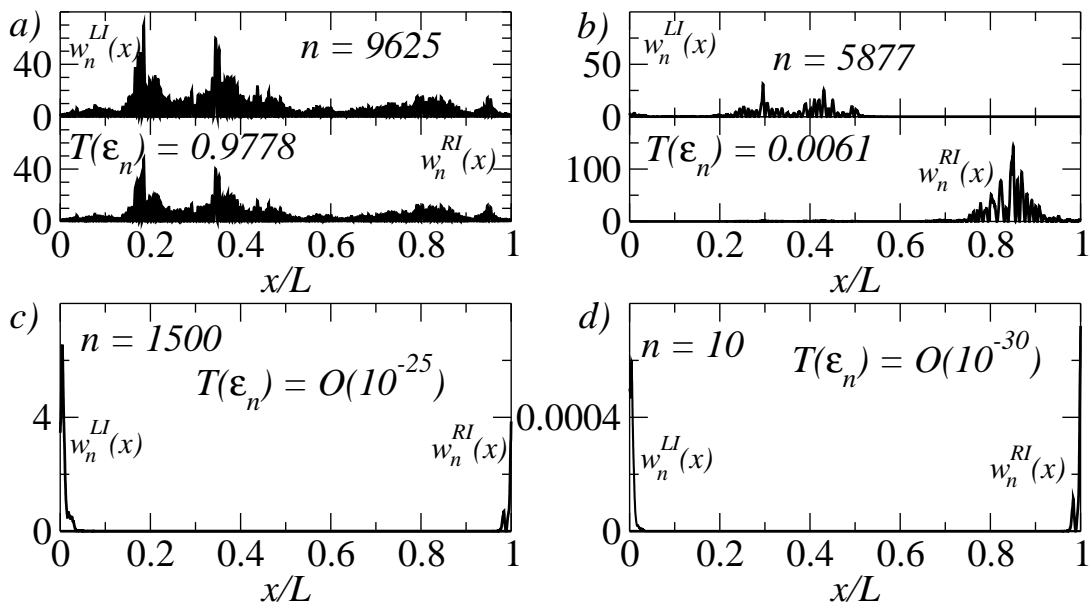 a)
w_n^{LI}(x)
n = 9625
40
0
T(ε_n) = 0.9778
w_n^{RI}(x)
40
0
0 0.2 0.4 0.6 0.8 1
x/L
b)
w_n^{LI}(x)
n = 5877
50
0
T(ε_n) = 0.0061
w_n^{RI}(x)
100
0
0 0.2 0.4 0.6 0.8 1
x/L
c)
n = 1500
T(ε_n) = O(10^{-25})
4
w_n^{LI}(x)
w_n^{RI}(x)
0
0 0.2 0.4 0.6 0.8 1
x/L
d)
n = 10
T(ε_n) = O(10^{-30})
0.0004
w_n^{LI}(x)
w_n^{RI}(x)
0
0 0.2 0.4 0.6 0.8 1
x/L